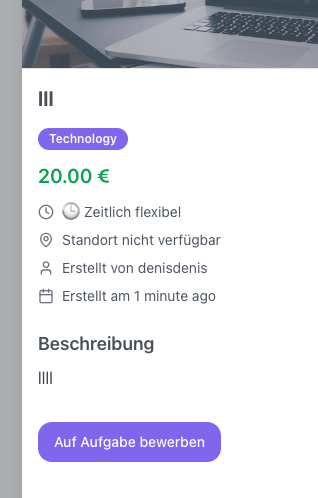 lll
Technology
20.00 €
🕒 Zeitlich flexibel
Standort nicht verfügbar
Erstellt von denisdenis
Erstellt am 1 minute ago
Beschreibung
llll
Auf Aufgabe bewerben